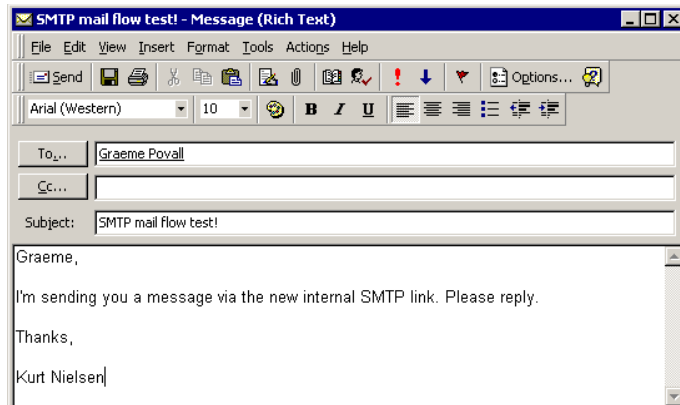 SMTP mail flow test! - Message (Rich Text)
File Edit View Insert Format Tools Actions Help
Send Options...
Arial (Western) 10 B I U
To... Graeme Povall
Cc...
Subject: SMTP mail flow test!
Graeme,
I'm sending you a message via the new internal SMTP link. Please reply.
Thanks,
Kurt Nielsen